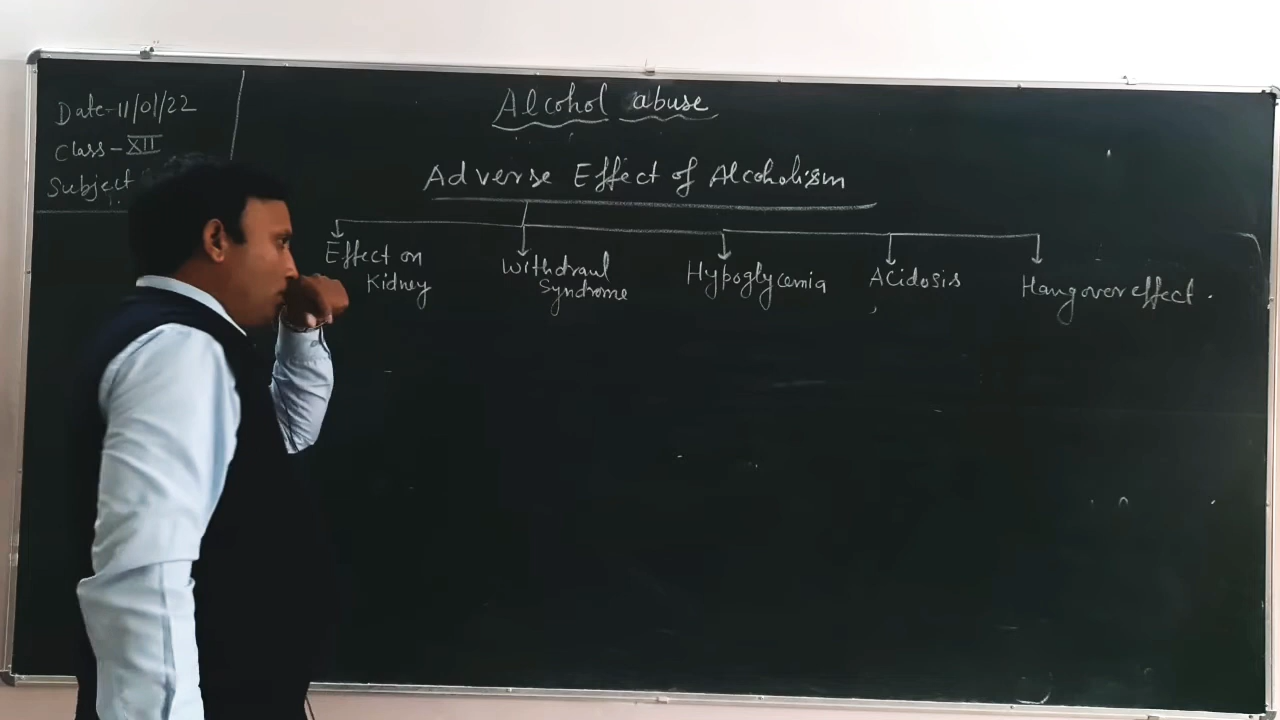 Date-11/01/22
Class-XII
Subject
Alcohol abuse
Adverse Effect of Alcoholism
Effect on
Kidney
Withdraul
Syndrome
Hypoglycemia
Acidosis
Hangover effect.